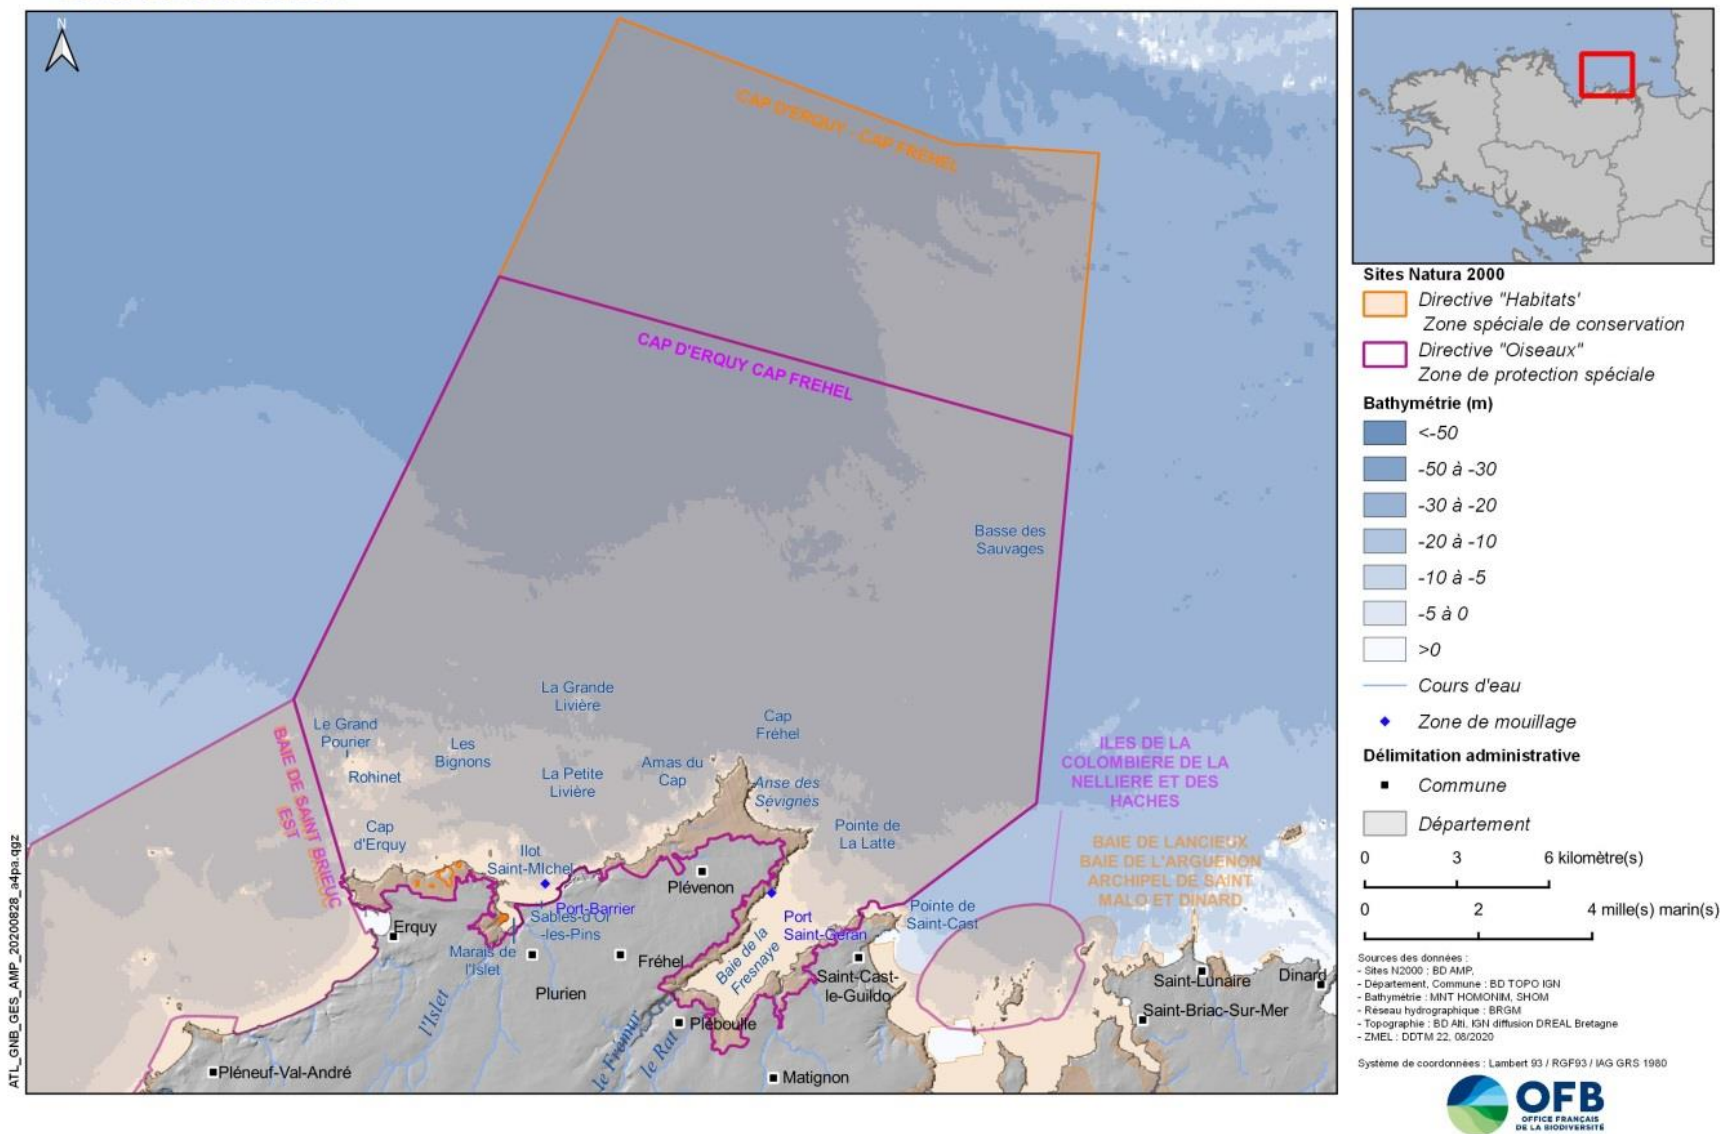 N
CAP D'ERQUY - CAP FREHEL
CAP D'ERQUY CAP FREHEL
Basse des
Sauvages
La Grande
Livière
Le Grand
Pourier
Cap
Fréhel
Les
Bignons
Rohinet
La Petite
Livière
Amas du
Cap
Anse des
Sévignés
BAIE DE SAINT BRIEUC
EST
ILES DE LA
COLOMBIÈRE DE LA
NELLIERE ET DES
HACHES
Cap
d'Erquy
Pointe de
La Latte
Ilot
Saint-MIchel
BAIE DE LANCIEUX
BAIE DE L'ARGUENON
ARCHIPEL DE SAINT
MALO ET DINARD
Plévenon
Port-Barrier
Sables-d'Or
-les-Pins
Port
Saint-Géran
Pointe de
Saint-Cast
Erquy
Marais de
l'Islet
Fréhel
Baie de la
Fresnaye
Plurien
Saint-Cast-
le-Guildo
Saint-Lunaire
Dinard
Saint-Briac-Sur-Mer
l'Islet
le Frémur
le Rat
Pléboulle
Pléneuf-Val-André
Matignon
ATL_GNB_GES_AMP_20200828_a4pa.qgz
Sites Natura 2000
Directive "Habitats'
Zone spéciale de conservation
Directive "Oiseaux"
Zone de protection spéciale
Bathymétrie (m)
<-50
-50 à -30
-30 à -20
-20 à -10
-10 à -5
-5 à 0
>0
Cours d'eau
Zone de mouillage
Délimitation administrative
Commune
Département
0 3 6 kilomètre(s)
0 2 4 mille(s) marin(s)
Sources des données :
- Sites N2000 : BD AMP,
- Département, Commune : BD TOPO IGN
- Bathymétrie : MNT HOMONIM, SHOM
- Réseau hydrographique : BRGM
- Topographie : BD Alti, IGN diffusion DREAL Bretagne
- ZMEL : DDTM 22, 08/2020
Système de coordonnées : Lambert 93 / RGF93 / IAG GRS 1980
OFB
OFFICE FRANÇAIS
DE LA BIODIVERSITÉ